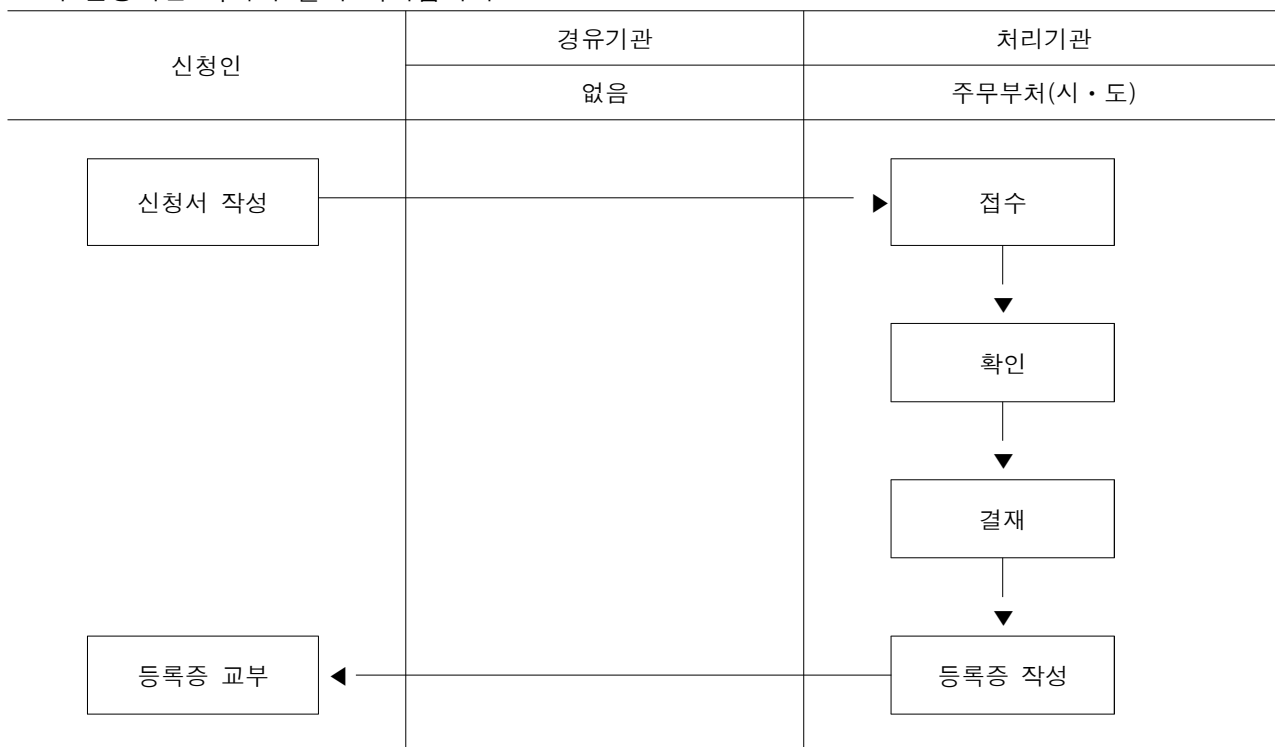 신청인
경유기관
처리기관
없음
주무부처(시・도)
신청서 작성
접수
확인
결재
등록증 교부
등록증 작성